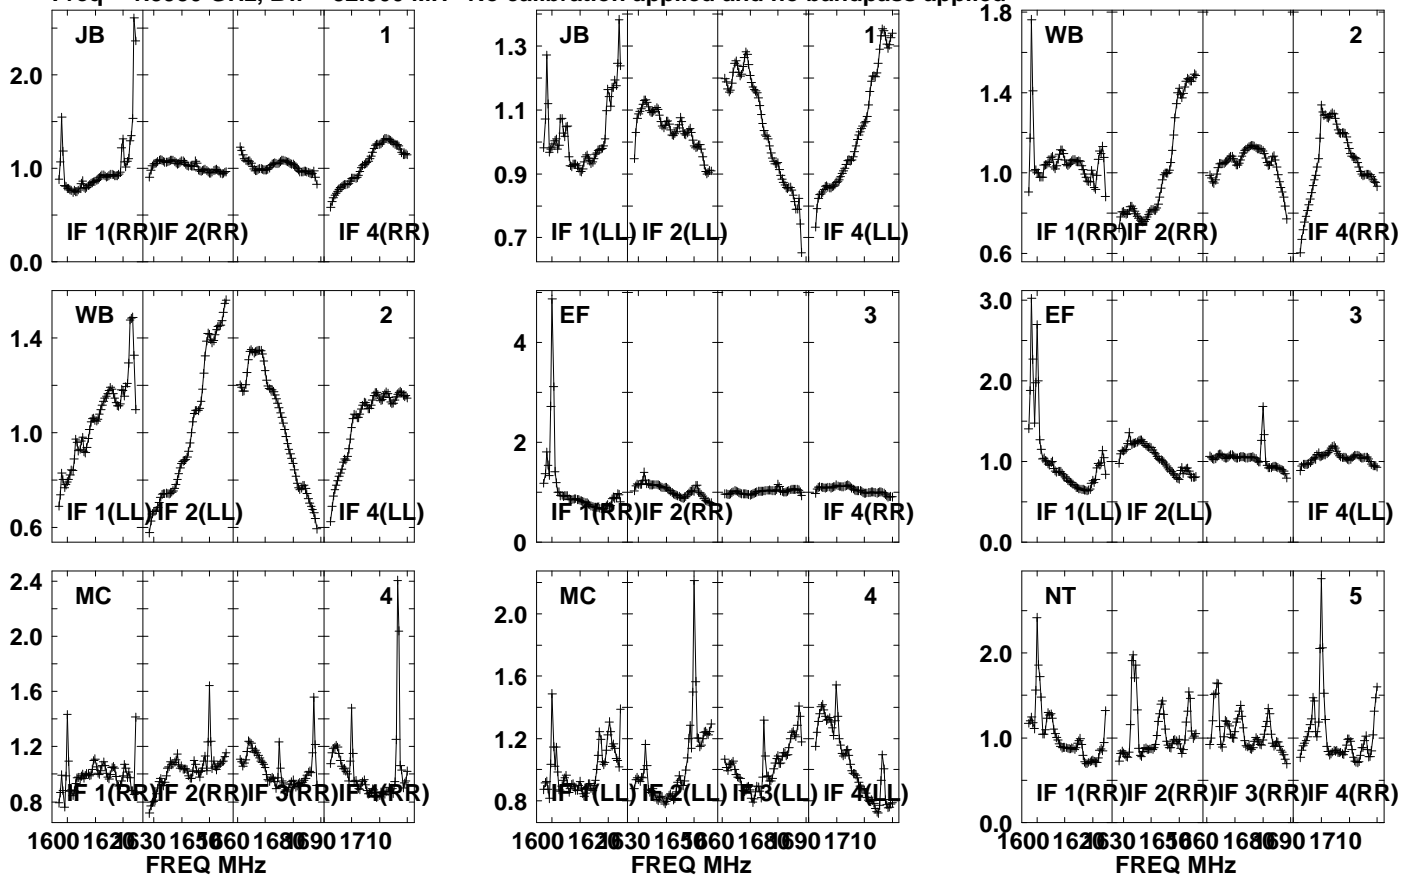 No calibration applied and no bandpass applied
JB 1
2.0
1.0
0.0
IF 1(RR) IF 2(RR) IF 4(RR)
JB 1
1.3
1.1
0.9
0.7
IF 1(LL) IF 2(LL) IF 4(LL)
WB 2
1.8
1.4
1.0
0.6
IF 1(RR) IF 2(RR) IF 4(RR)
WB 2
1.4
1.0
0.6
IF 1(LL) IF 2(LL) IF 4(LL)
EF 3
4
2
0
IF 1(RR) IF 2(RR) IF 4(RR)
EF 3
3.0
2.0
1.0
0.0
IF 1(LL) IF 2(LL) IF 4(LL)
MC 4
2.4
2.0
1.6
1.2
0.8
IF 1(RR) IF 2(RR) IF 3(RR) IF 4(RR)
1600 1620 1630 1650 1660 1680 1690 1710
FREQ MHz
MC 4
2.0
1.6
1.2
0.8
IF 1(LL) IF 2(LL) IF 3(LL) IF 4(LL)
1600 1620 1630 1650 1660 1680 1690 1710
FREQ MHz
NT 5
2.0
1.0
0.0
IF 1(RR) IF 2(RR) IF 3(RR) IF 4(RR)
1600 1620 1630 1650 1660 1680 1690 1710
FREQ MHz